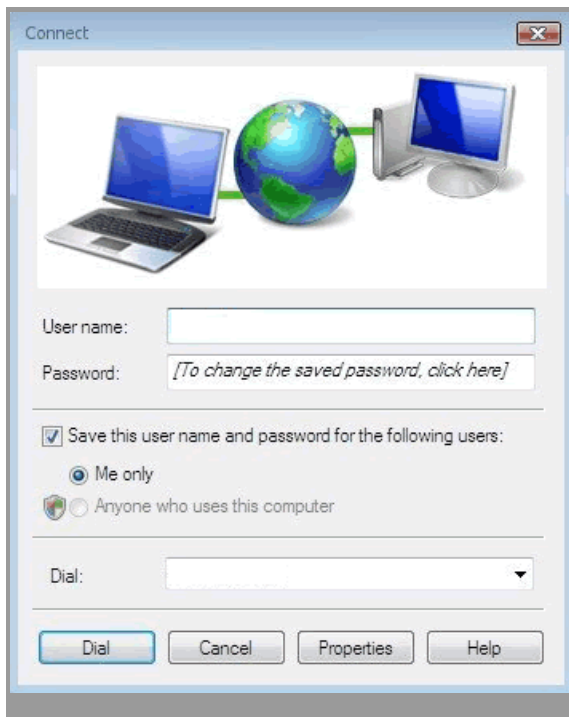 Connect
User name:
Password: [To change the saved password, click here]
Save this user name and password for the following users:
Me only
Anyone who uses this computer
Dial:
Dial Cancel Properties Help